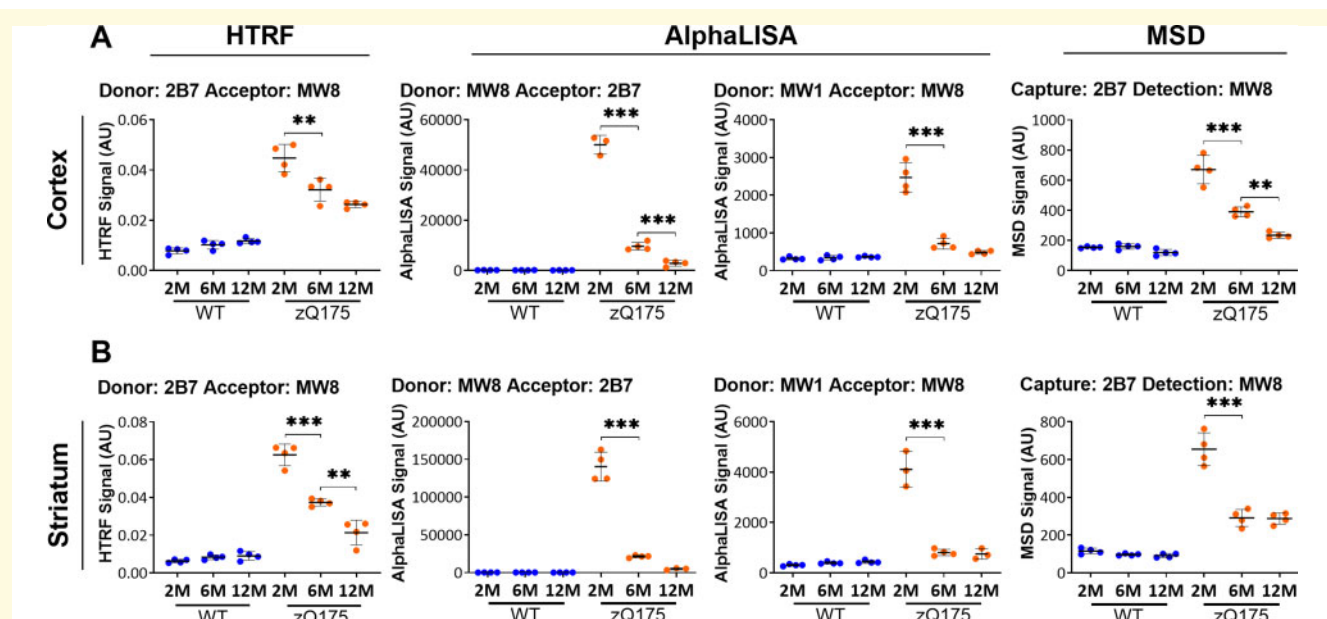 A HTRF AlphaLISA MSD
Donor: 2B7 Acceptor: MW8 Donor: MW8 Acceptor: 2B7 Donor: MW1 Acceptor: MW8 Capture: 2B7 Detection: MW8
Cortex
HTRF Signal (AU)
0.06
0.04
0.02
0.00
**
2M 6M 12M 2M 6M 12M
WT zQ175
AlphaLISA Signal (AU)
60000
40000
20000
0
***
***
2M 6M 12M 2M 6M 12M
WT zQ175
AlphaLISA Signal (AU)
4000
3000
2000
1000
0
***
2M 6M 12M 2M 6M 12M
WT zQ175
MSD Signal (AU)
1000
800
600
400
200
0
***
**
2M 6M 12M 2M 6M 12M
WT zQ175
B
Donor: 2B7 Acceptor: MW8 Donor: MW8 Acceptor: 2B7 Donor: MW1 Acceptor: MW8 Capture: 2B7 Detection: MW8
Striatum
HTRF Signal (AU)
0.08
0.06
0.04
0.02
0.00
***
**
2M 6M 12M 2M 6M 12M
WT zQ175
AlphaLISA Signal (AU)
200000
150000
100000
50000
0
***
2M 6M 12M 2M 6M 12M
WT zQ175
AlphaLISA Signal (AU)
6000
4000
2000
0
***
2M 6M 12M 2M 6M 12M
WT zQ175
MSD Signal (AU)
800
600
400
200
0
***
2M 6M 12M 2M 6M 12M
WT zQ175